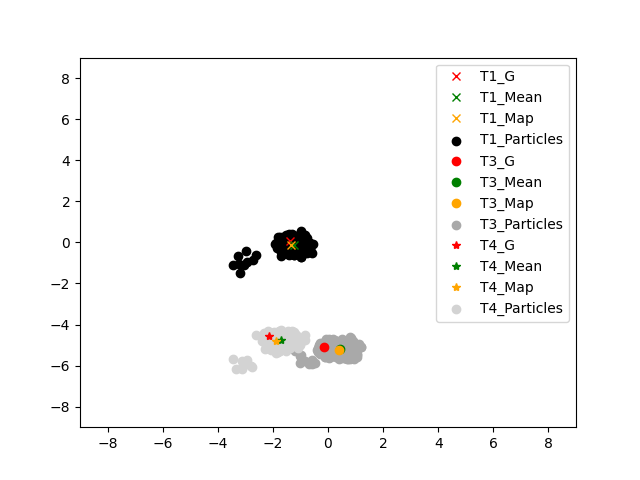 8
6
4
2
0
−2
−4
−6
−8
−8 −6 −4 −2 0 2 4 6 8
T1_G
T1_Mean
T1_Map
T1_Particles
T3_G
T3_Mean
T3_Map
T3_Particles
T4_G
T4_Mean
T4_Map
T4_Particles